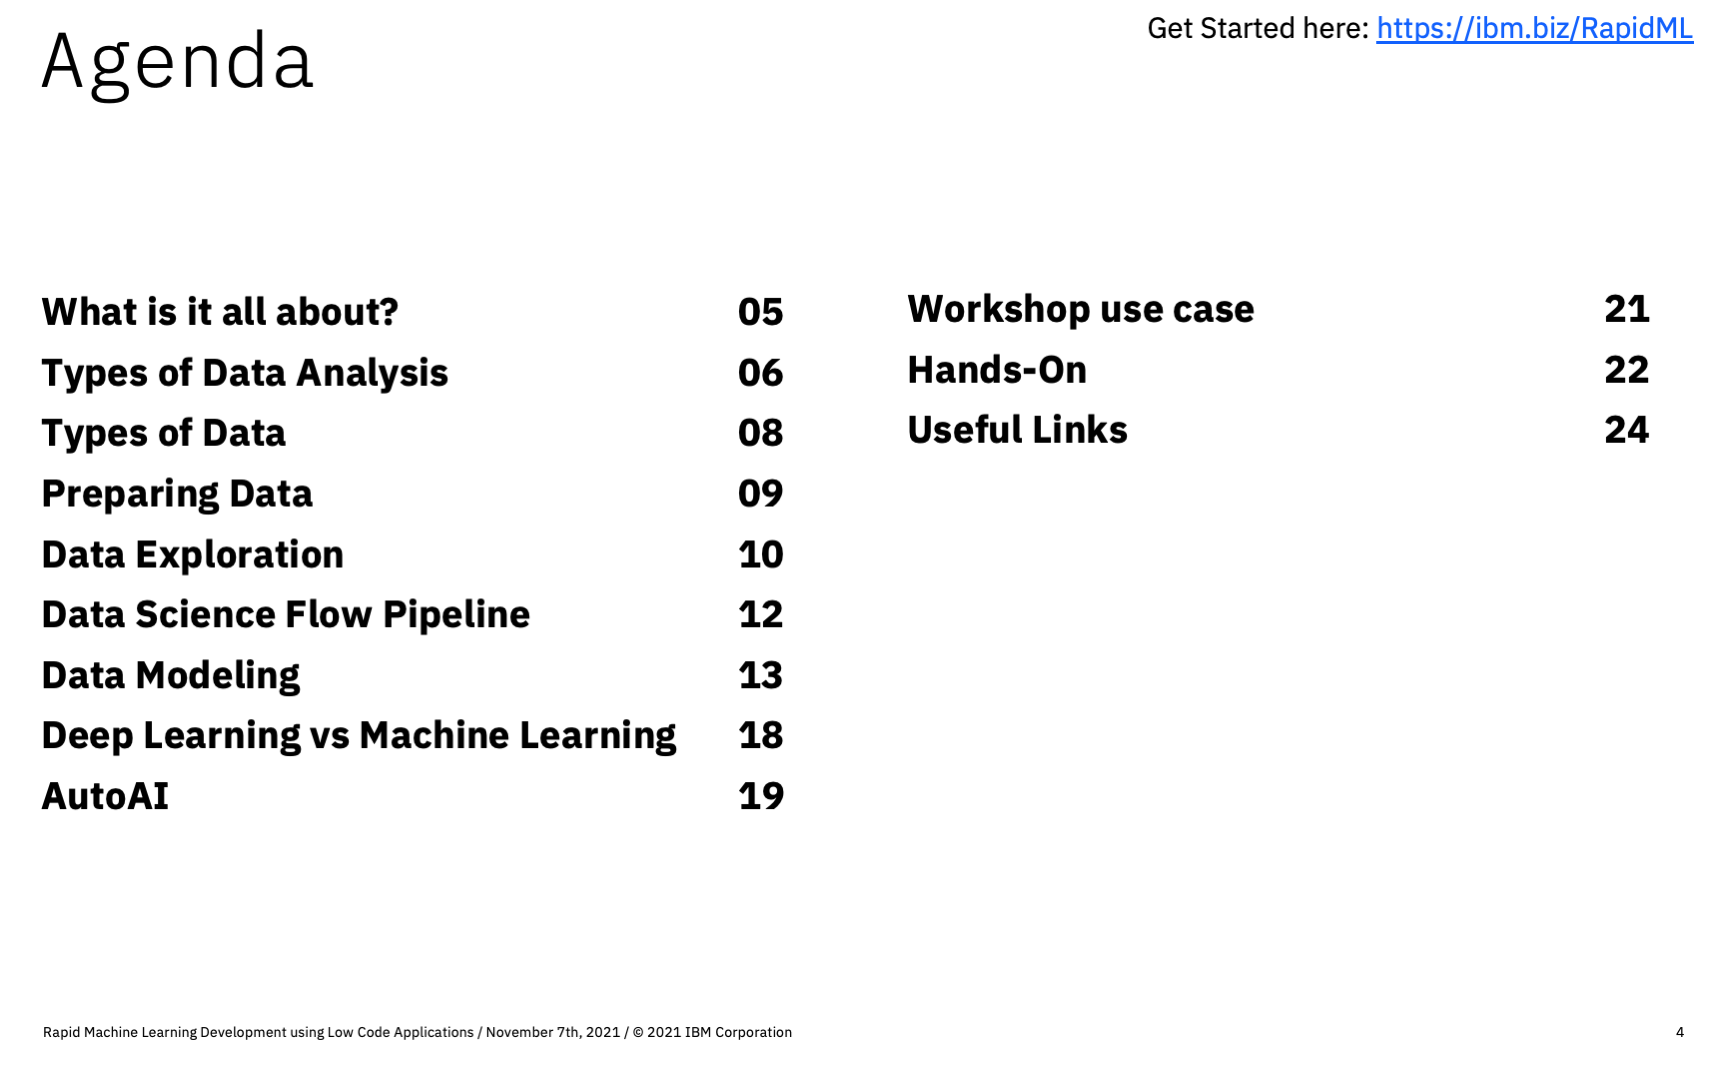 Agenda
Get Started here: https://ibm.biz/RapidML
What is it all about? 05
Types of Data Analysis 06
Types of Data 08
Preparing Data 09
Data Exploration 10
Data Science Flow Pipeline 12
Data Modeling 13
Deep Learning vs Machine Learning 18
AutoAI 19
Workshop use case 21
Hands-On 22
Useful Links 24
Rapid Machine Learning Development using Low Code Applications / November 7th, 2021 / © 2021 IBM Corporation 4